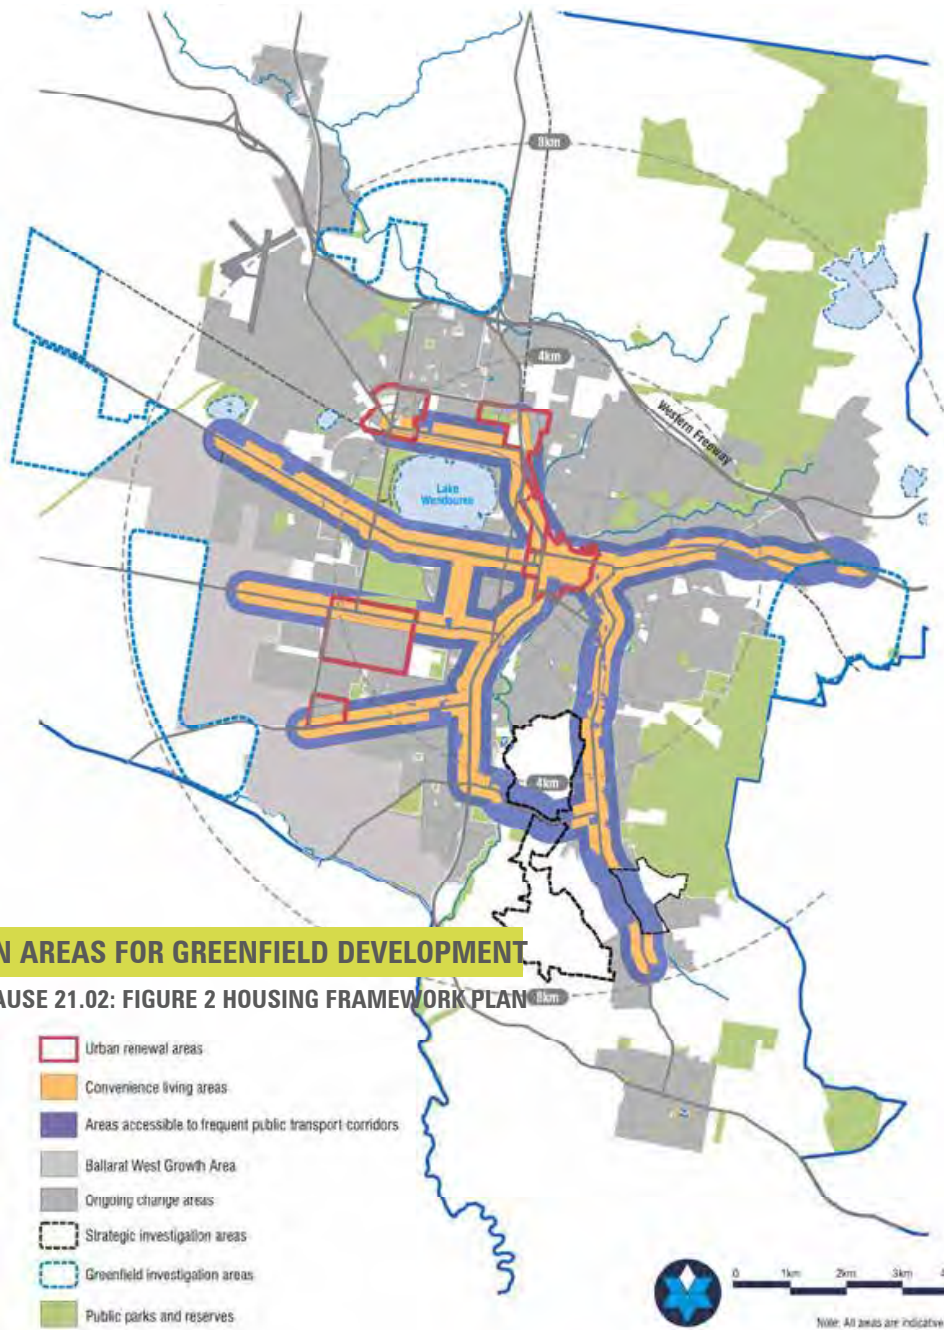 8km
4km
Western Freeway
Lake
Wendouree
4km
N AREAS FOR GREENFIELD DEVELOPMENT
AUSE 21.02: FIGURE 2 HOUSING FRAMEWORK PLAN
8km
Urban renewal areas
Convenience living areas
Areas accessible to frequent public transport corridors
Ballarat West Growth Area
Ongoing change areas
Strategic investigation areas
Greenfield investigation areas
Public parks and reserves
0 1km 2km 3km 4
Note: All areas are indicative